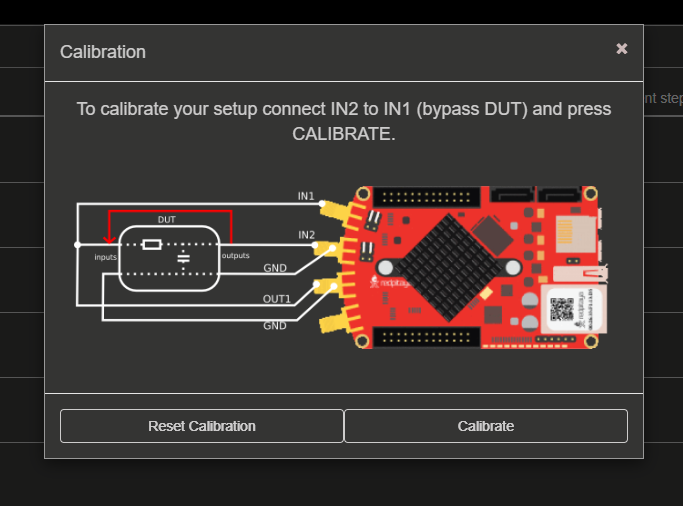 Calibration
nt step
To calibrate your setup connect IN2 to IN1 (bypass DUT) and press
CALIBRATE.
IN1
DUT
IN2
inputs
outputs
GND
OUT1
GND
redpitaya
redpitaya
Reset Calibration
Calibrate